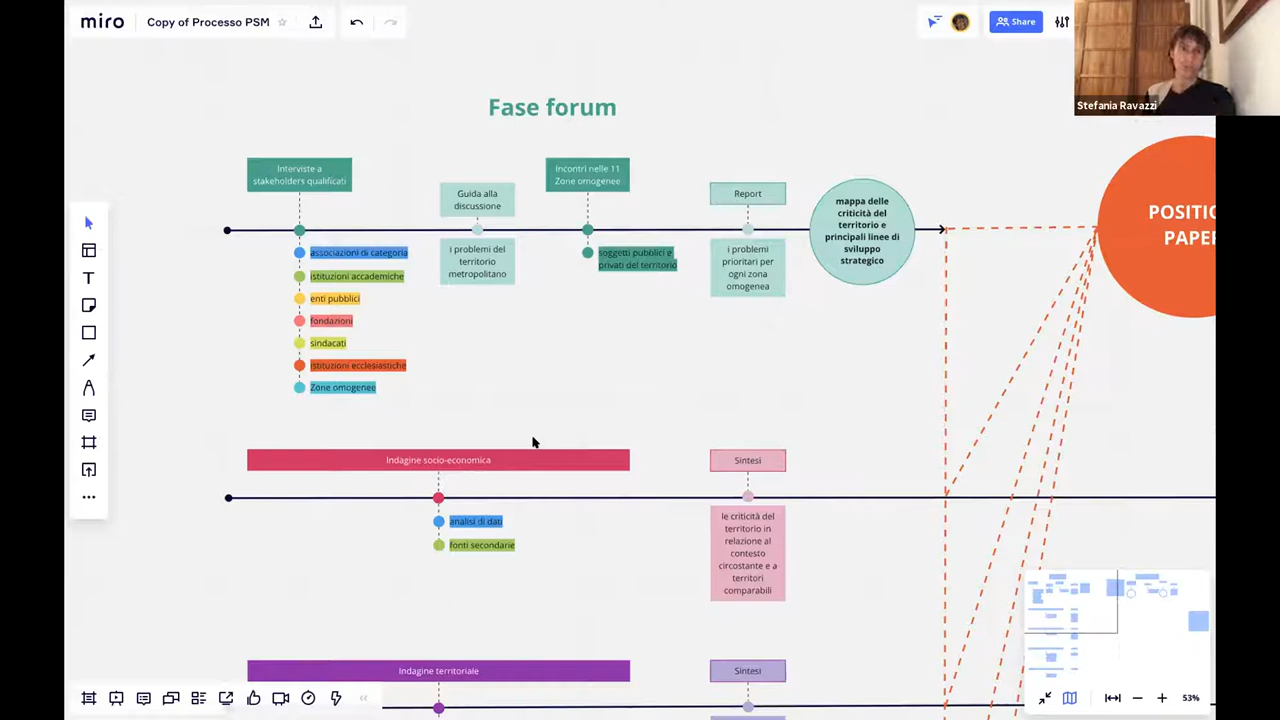 miro
Copy of Processo PSM
Share
Stefania Ravazzi
Fase forum
Interviste a
stakeholders qualificati
Incontri nelle 11
Zone omogenee
Guida alla
discussione
Report
i problemi del
territorio
metropolitano
i problemi
prioritari per
ogni zona
omogenea
mappa delle
criticità del
territorio e
principali linee di
sviluppo
strategico
associazioni di categoria
istituzioni accademiche
enti pubblici
fondazioni
sindacati
istituzioni ecclesiastiche
Zone omogenee
soggetti pubblici e
privati del territorio
POSITIO
PAPER
Indagine socio-economica
Sintesi
analisi di dati
fonti secondarie
le criticità del
territorio in
relazione al
contesto
circostante e a
territori
comparabili
Indagine territoriale
Sintesi
53%